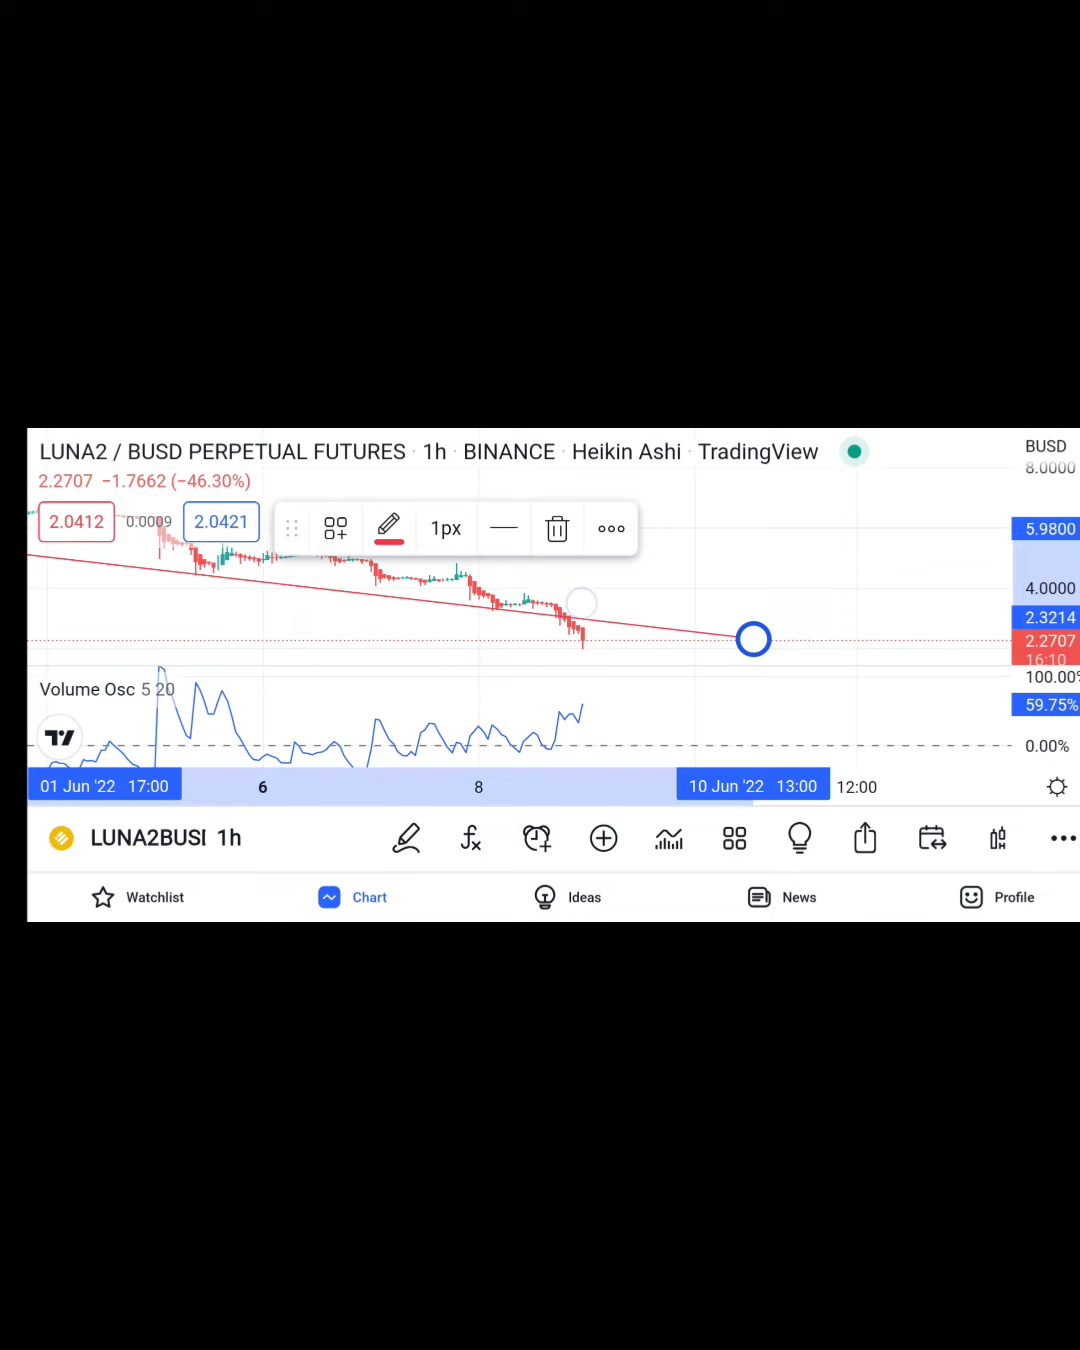 LUNA2 / BUSD PERPETUAL FUTURES · 1h · BINANCE · Heikin Ashi · TradingView
BUSD
8.0000
2.2707 −1.7662 (−46.30%)
2.0412
0.0009
2.0421
1px
5.9800
4.0000
2.3214
2.2707
16:10
100.00%
Volume Osc 5 20
59.75%
0.00%
01 Jun '22 17:00
6
8
10 Jun '22 13:00
12:00
LUNA2BUSI 1h
Watchlist
Chart
Ideas
News
Profile